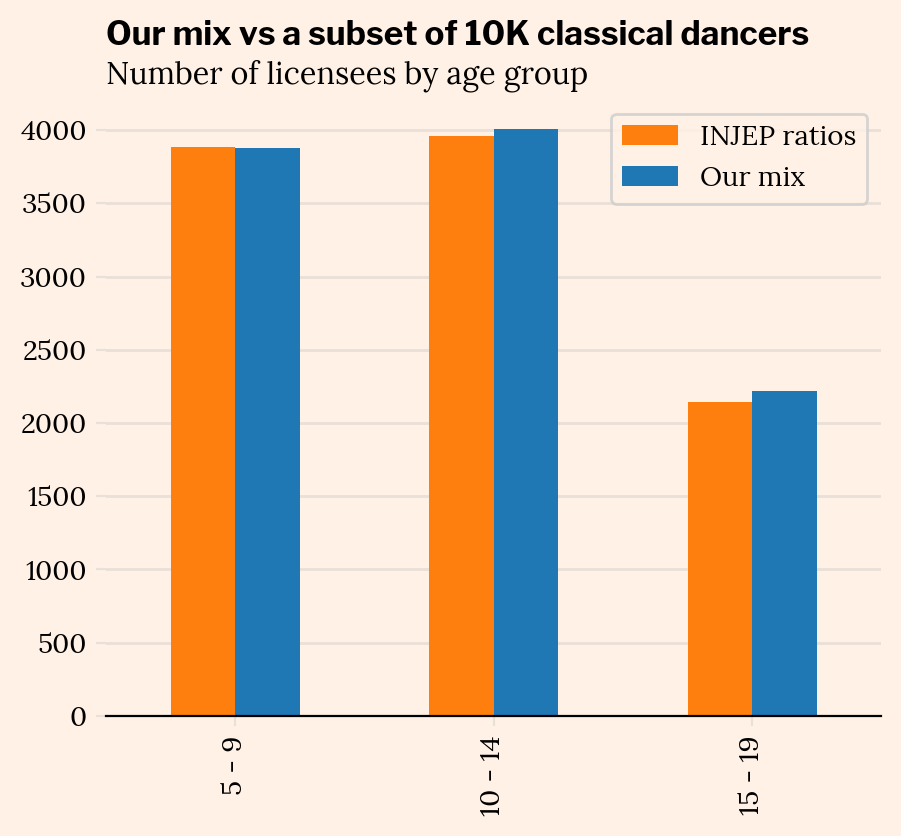 Our mix vs a subset of 10K classical dancers
Number of licensees by age group
INJEP ratios
Our mix
4000
3500
3000
2500
2000
1500
1000
500
0
5 – 9
10 – 14
15 – 19